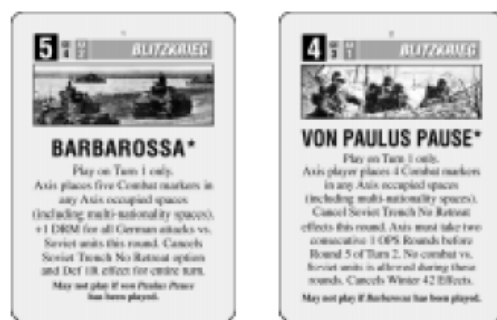 5
BLITZKRIEG
BARBAROSSA*
Play on Turn 1 only.
Axis places five Combat markers in
any Axis occupied spaces
(including multi-nationality spaces).
+1 DRM for all German attacks vs.
Soviet units this round. Cancels
Soviet Trench No Retreat option
and Def effect for entire turn.
May not play if von Paulus Pause
has been played.
4
BLITZKRIEG
VON PAULUS PAUSE*
Play on Turn 1 only.
Axis player places 4 Combat markers
in any Axis occupied spaces
(including multi-nationality spaces).
Cancel Soviet Trench No Retreat
effects this round. Axis must take two
consecutive 1 OPS Rounds before
Round 5 of Turn 2. No combat vs.
Soviet units is allowed during these
rounds. Cancels Winter 42 Effects.
May not play if Barbarossa has been played.